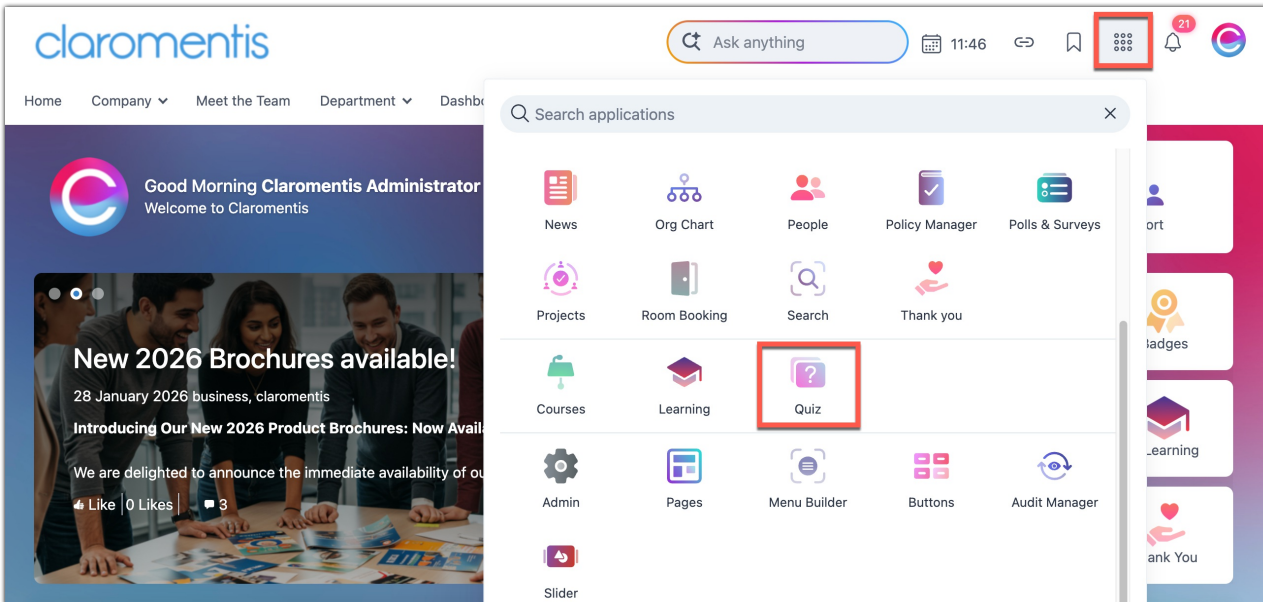 claromentis
Ask anything
11:46
21
Home Company Meet the Team Department Dashbo
Search applications
Good Morning Claromentis Administrator
Welcome to Claromentis
News Org Chart People Policy Manager Polls & Surveys
ort
Projects Room Booking Search Thank you
Badges
New 2026 Brochures available!
28 January 2026 business, claromentis
Introducing Our New 2026 Product Brochures: Now Avail
We are delighted to announce the immediate availability of ou
Like 0 Likes 3
Courses Learning Quiz
Learning
Admin Pages Menu Builder Buttons Audit Manager
ank You
Slider